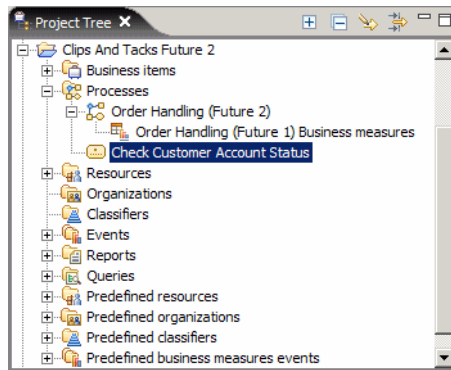 Project Tree
Clips And Tacks Future 2
Business items
Processes
Order Handling (Future 2)
Order Handling (Future 1) Business measures
Check Customer Account Status
Resources
Organizations
Classifiers
Events
Reports
Queries
Predefined resources
Predefined organizations
Predefined classifiers
Predefined business measures events